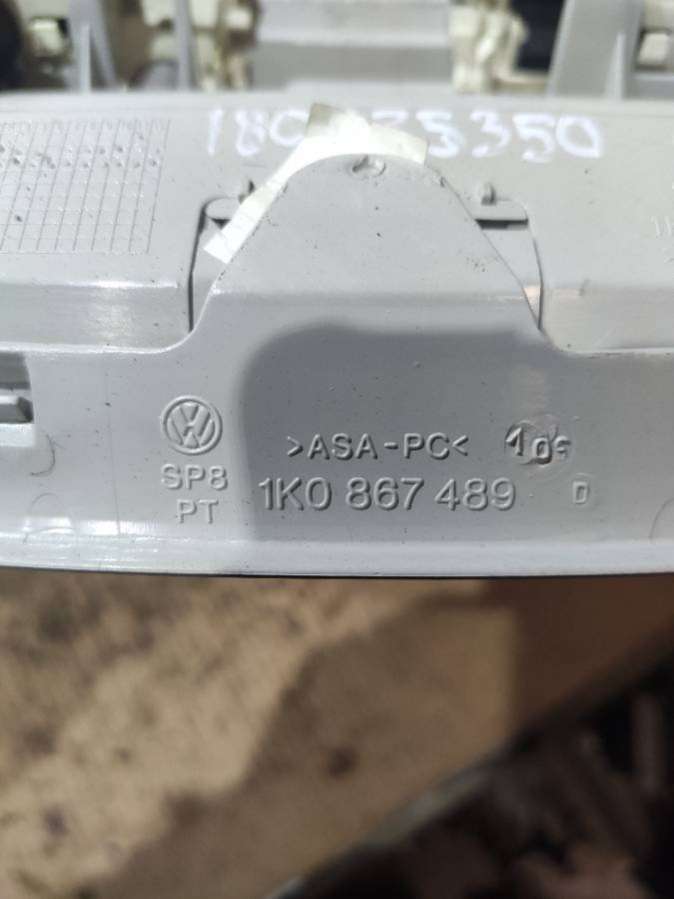 >ASA-PC<
SP8
1K0 867 489 D
PT